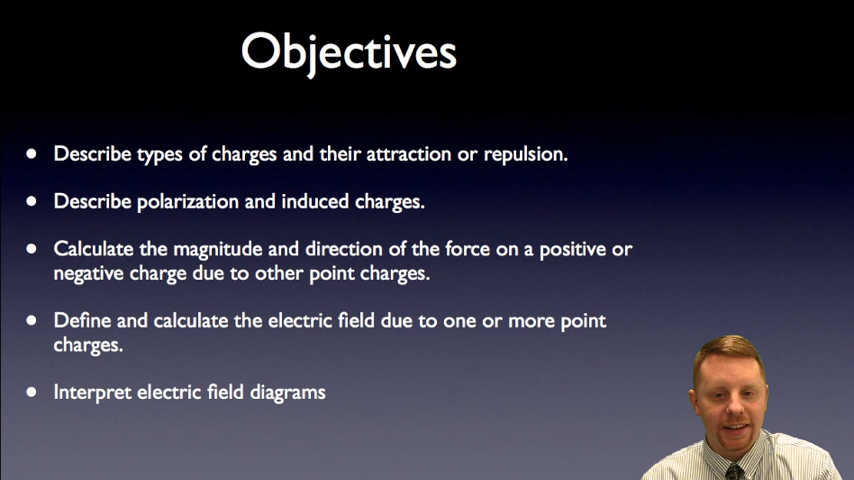 Objectives
• Describe types of charges and their attraction or repulsion.
• Describe polarization and induced charges.
• Calculate the magnitude and direction of the force on a positive or
negative charge due to other point charges.
• Define and calculate the electric field due to one or more point
charges.
• Interpret electric field diagrams